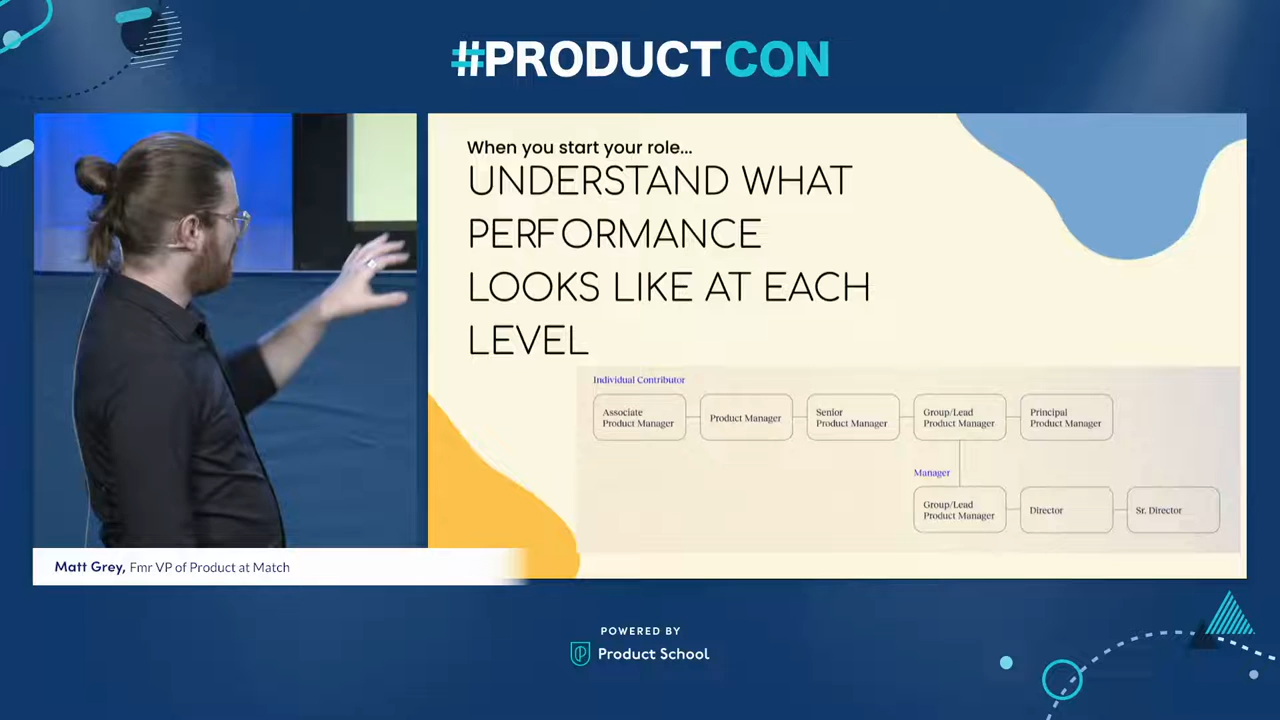 #PRODUCTCON
When you start your role...
UNDERSTAND WHAT
PERFORMANCE
LOOKS LIKE AT EACH
LEVEL
Individual Contributor
Associate
Product Manager
Product Manager
Senior
Product Manager
Group/Lead
Product Manager
Principal
Product Manager
Manager
Group/Lead
Product Manager
Director
Sr. Director
Matt Grey, Fmr VP of Product at Match
POWERED BY
Product School